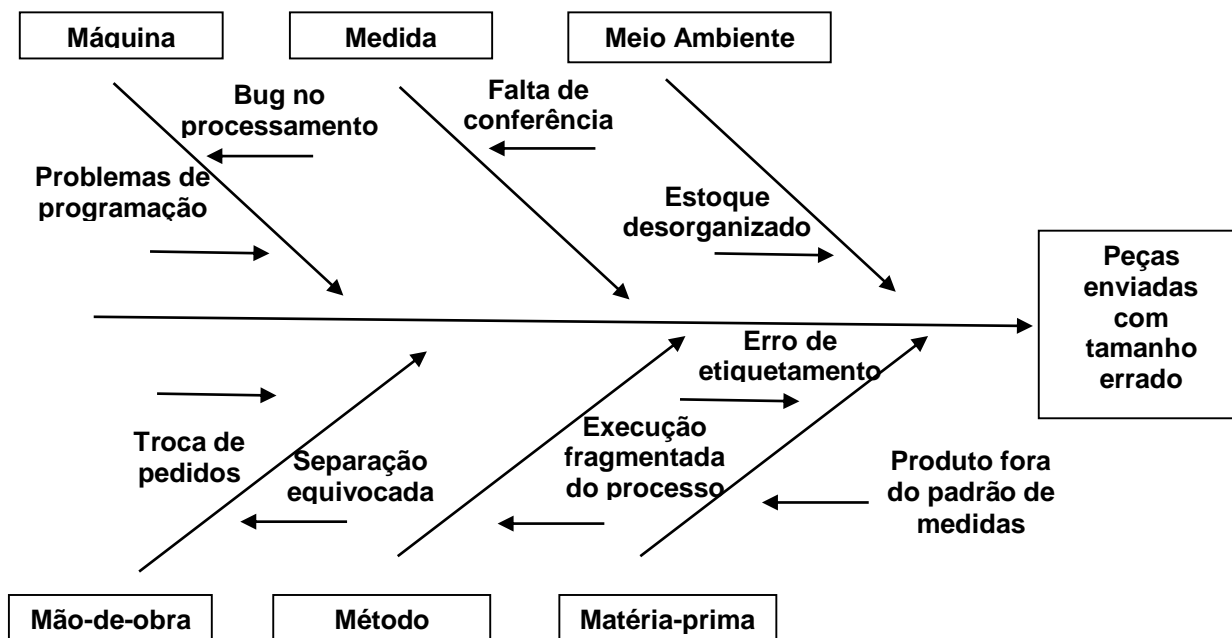 Máquina
Medida
Meio Ambiente
Bug no
processamento
Falta de
conferência
Problemas de
programação
Estoque
desorganizado
Peças
enviadas
com
tamanho
errado
Erro de
etiquetamento
Troca de
pedidos
Separação
equivocada
Execução
fragmentada
do processo
Produto fora
do padrão de
medidas
Mão-de-obra
Método
Matéria-prima